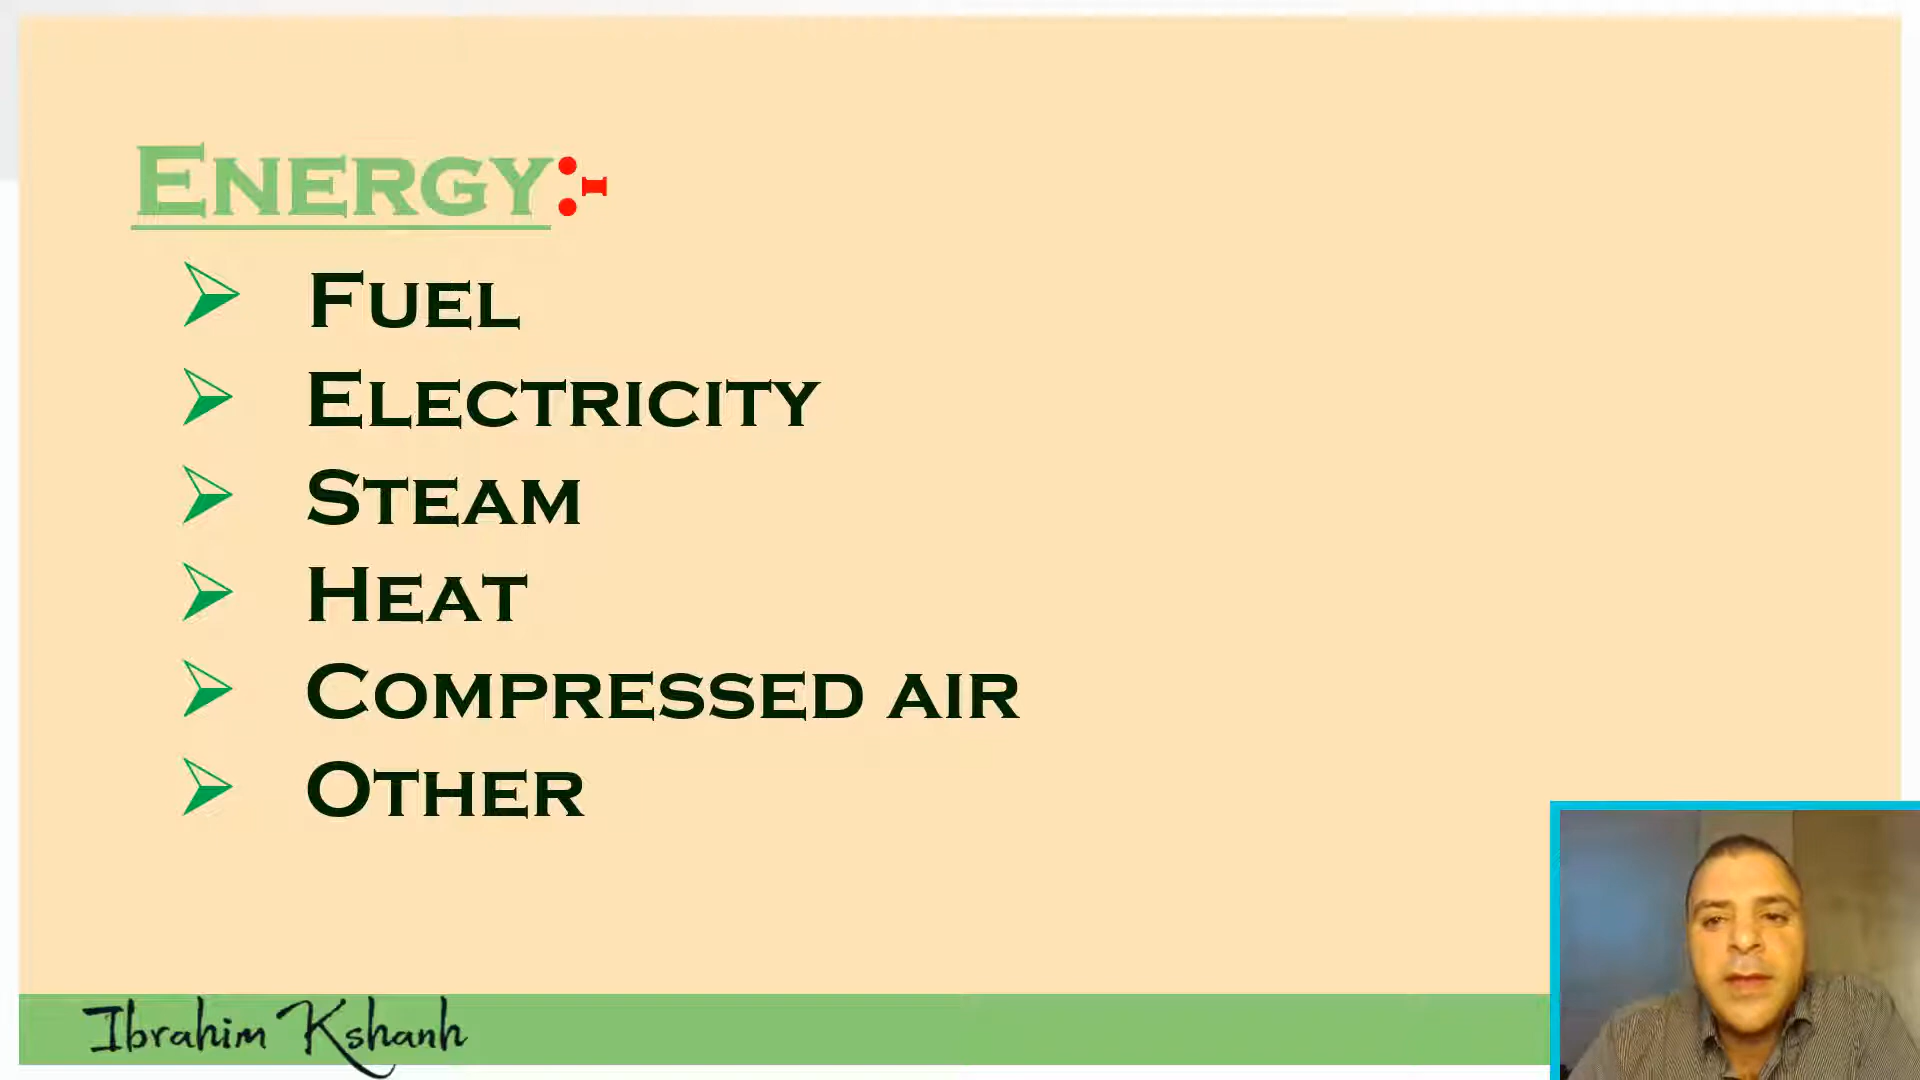 Energy:-
Fuel
Electricity
Steam
Heat
Compressed air
Other
Ibrahim Kshanh